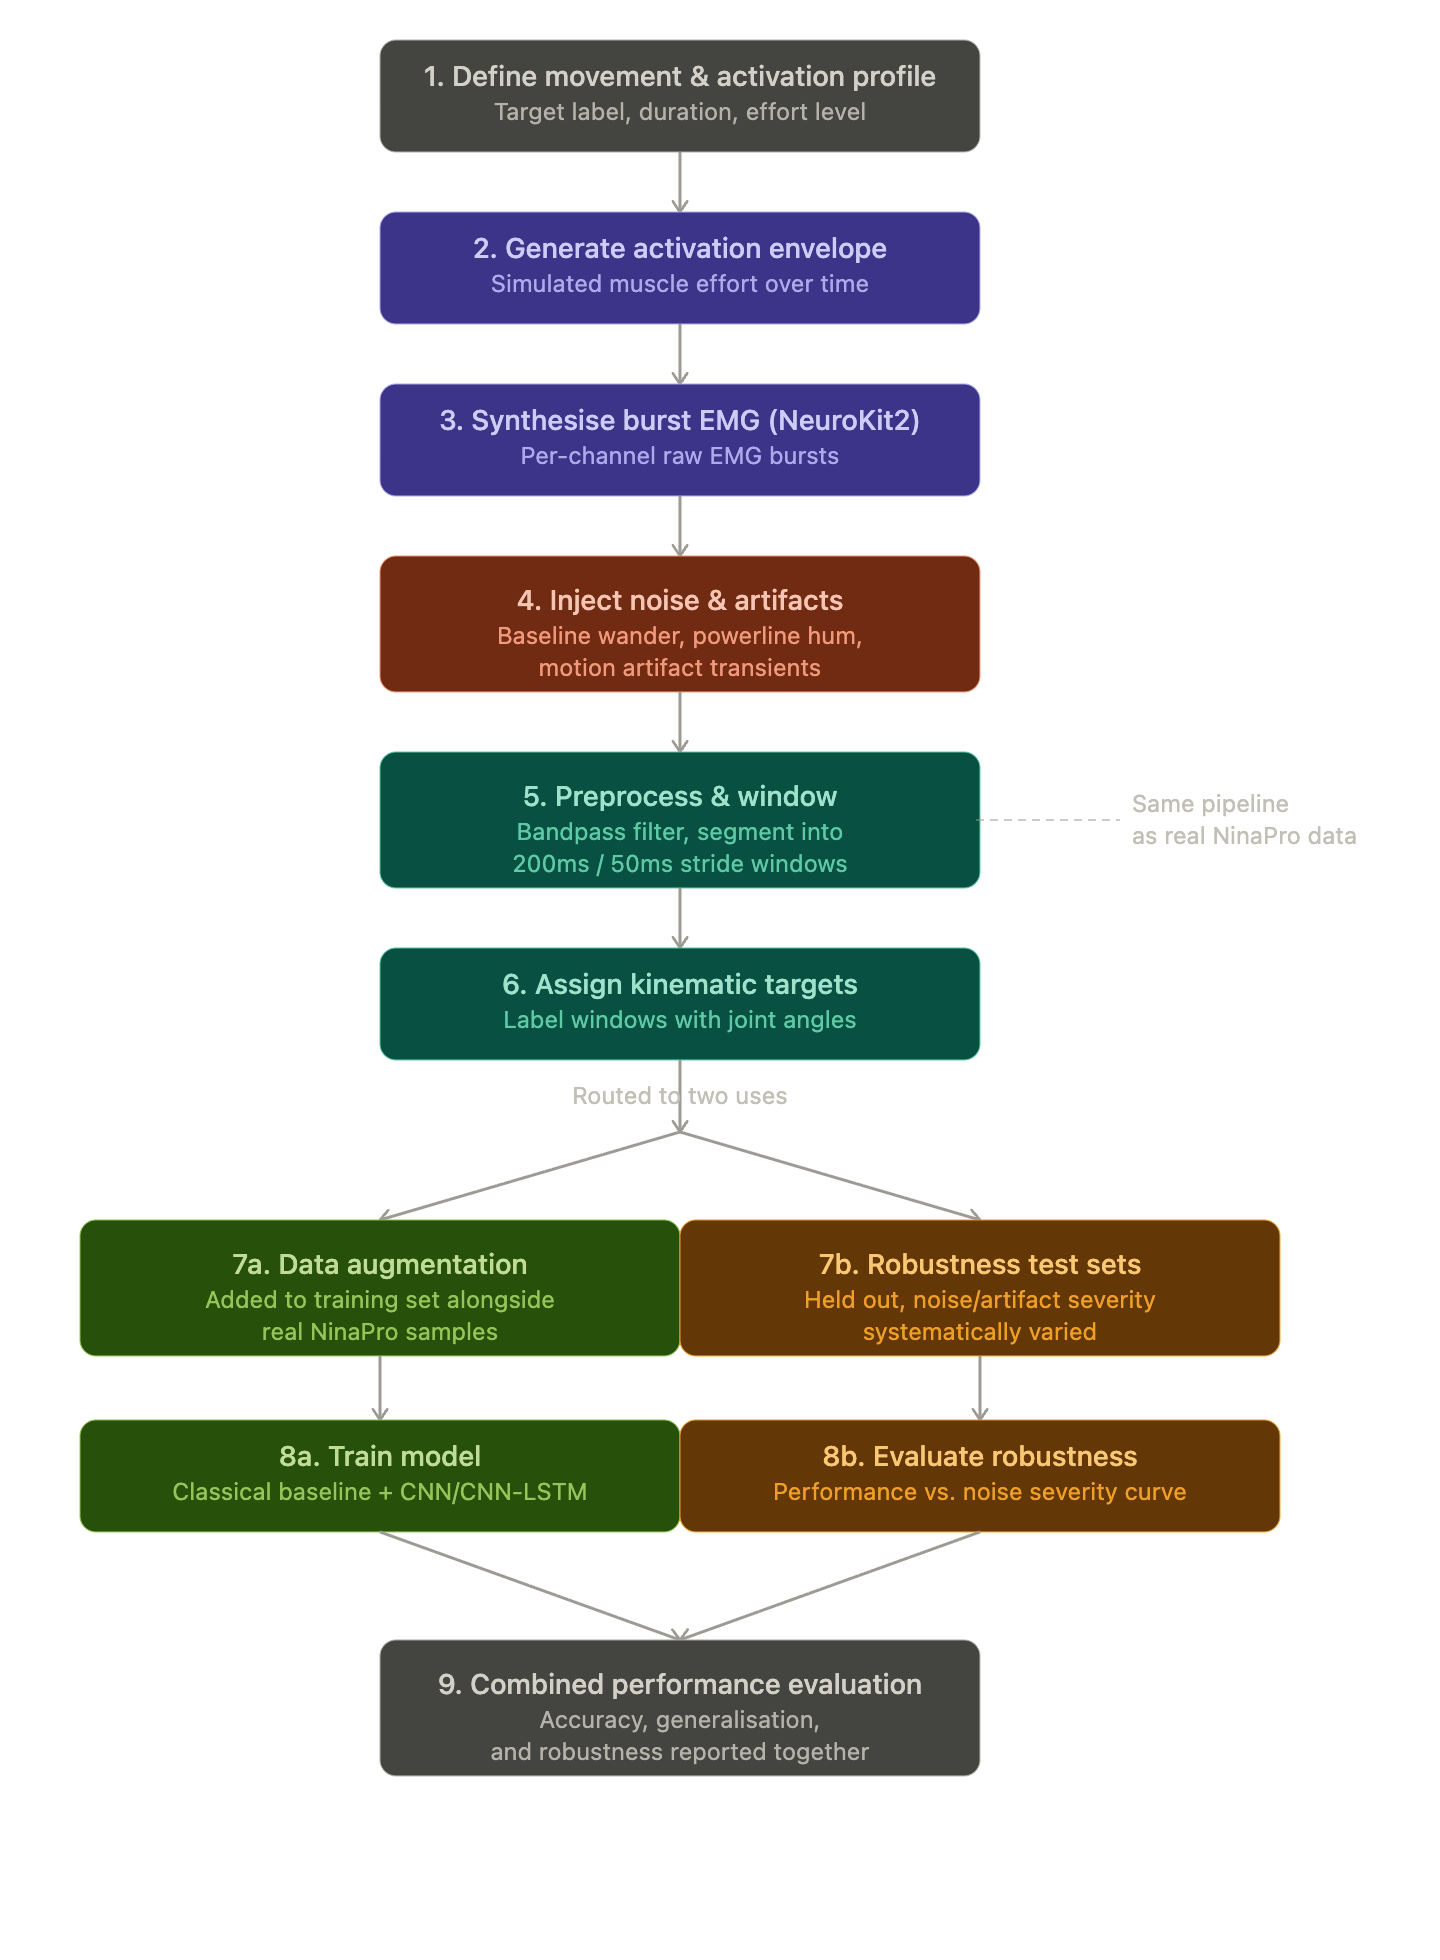 1. Define movement & activation profile
Target label, duration, effort level
2. Generate activation envelope
Simulated muscle effort over time
3. Synthesise burst EMG (NeuroKit2)
Per-channel raw EMG bursts
4. Inject noise & artifacts
Baseline wander, powerline hum,
motion artifact transients
5. Preprocess & window
Bandpass filter, segment into
200ms / 50ms stride windows
Same pipeline
as real NinaPro data
6. Assign kinematic targets
Label windows with joint angles
Routed to two uses
7a. Data augmentation
Added to training set alongside
real NinaPro samples
7b. Robustness test sets
Held out, noise/artifact severity
systematically varied
8a. Train model
Classical baseline + CNN/CNN-LSTM
8b. Evaluate robustness
Performance vs. noise severity curve
9. Combined performance evaluation
Accuracy, generalisation,
and robustness reported together